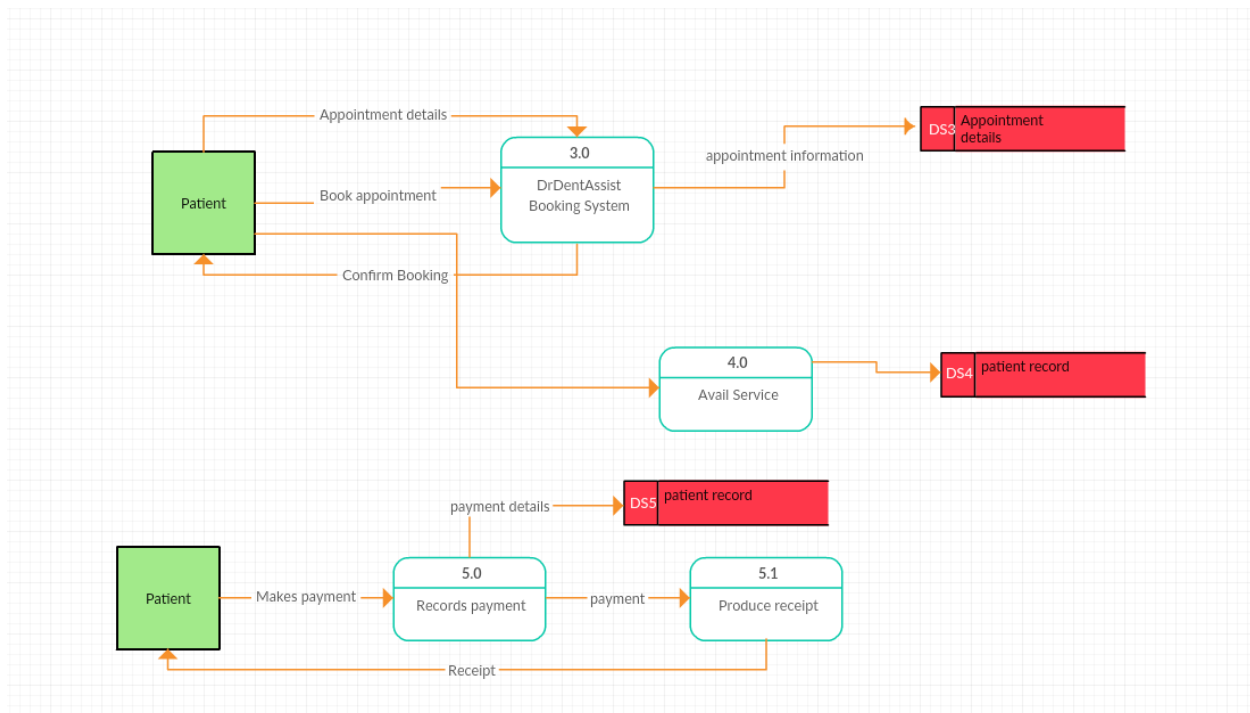 Appointment details
3.0
DS3
Appointment
details
appointment information
DrDentAssist
Booking System
Patient
Book appointment
Confirm Booking
4.0
Avail Service
DS4
patient record
payment details
DS5
patient record
5.0
5.1
Patient
Makes payment
Records payment
payment
Produce receipt
Receipt